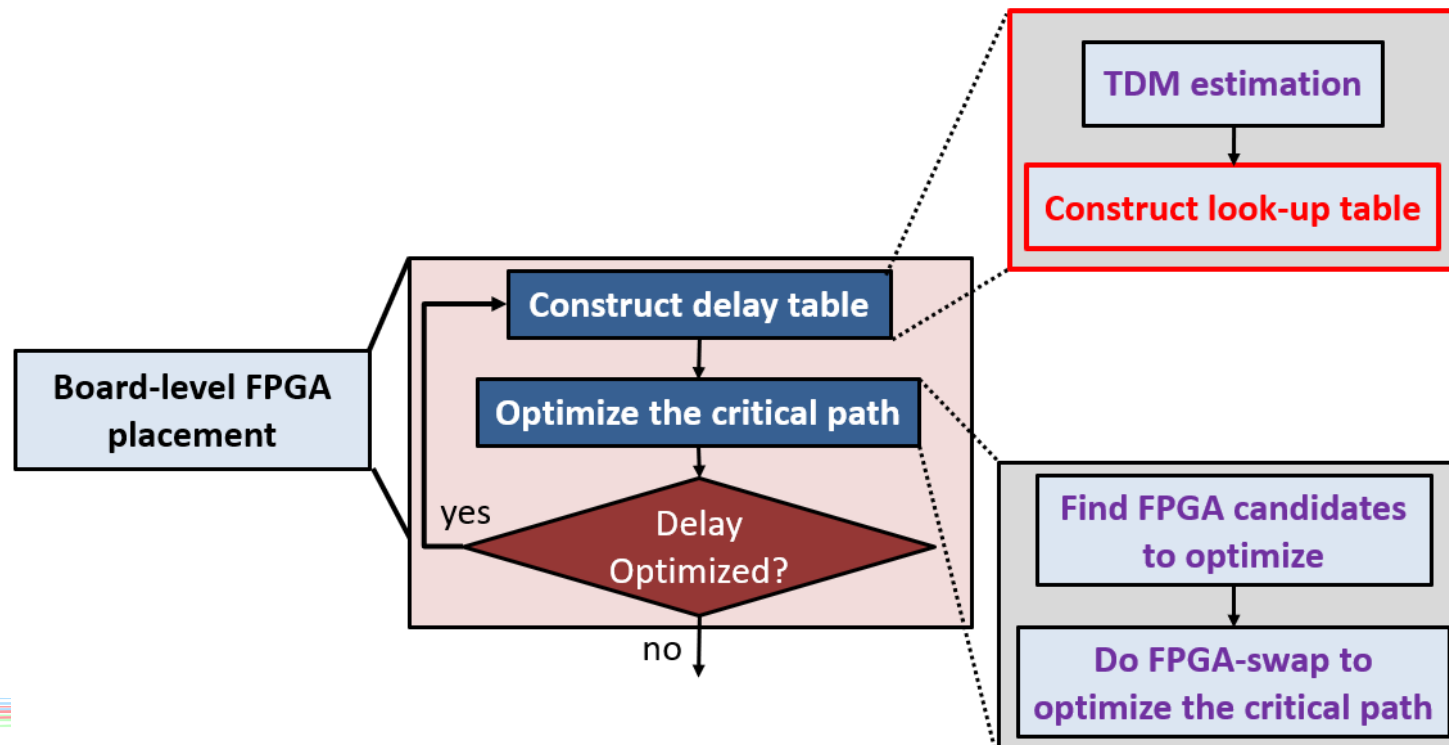 TDM estimation
Construct look-up table
Construct delay table
Board-level FPGA
placement
Optimize the critical path
yes
Delay
Optimized?
no
Find FPGA candidates
to optimize
Do FPGA-swap to
optimize the critical path